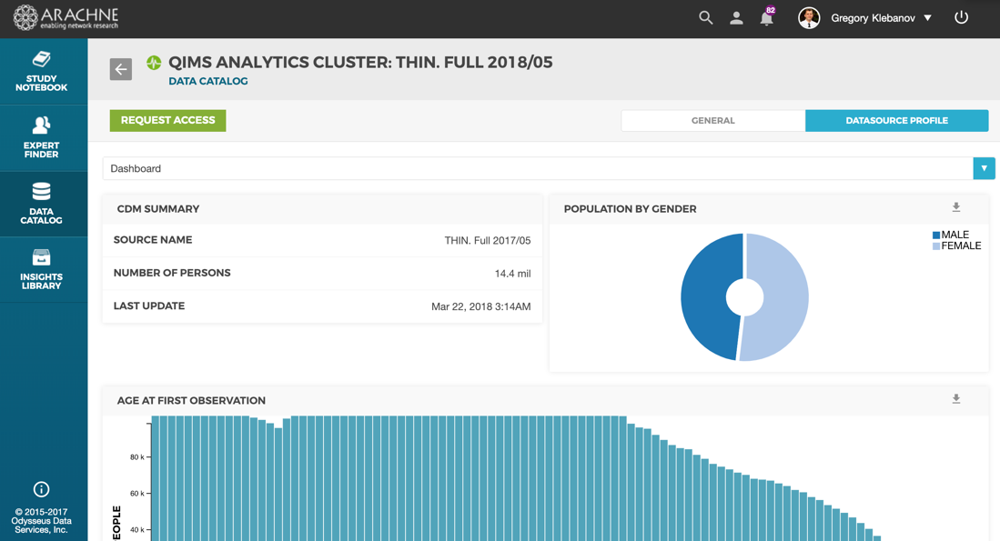 ARACHNE
enabling network research
82
Gregory Klebanov
STUDY
NOTEBOOK
EXPERT
FINDER
DATA
CATALOG
INSIGHTS
LIBRARY
© 2015-2017
Odysseus Data
Services, Inc.
QIMS ANALYTICS CLUSTER: THIN. FULL 2018/05
DATA CATALOG
REQUEST ACCESS
GENERAL
DATASOURCE PROFILE
Dashboard
CDM SUMMARY
SOURCE NAME THIN. Full 2017/05
NUMBER OF PERSONS 14.4 mil
LAST UPDATE Mar 22, 2018 3:14AM
POPULATION BY GENDER
MALE
FEMALE
AGE AT FIRST OBSERVATION
80 k
60 k
40 k
EOPLE